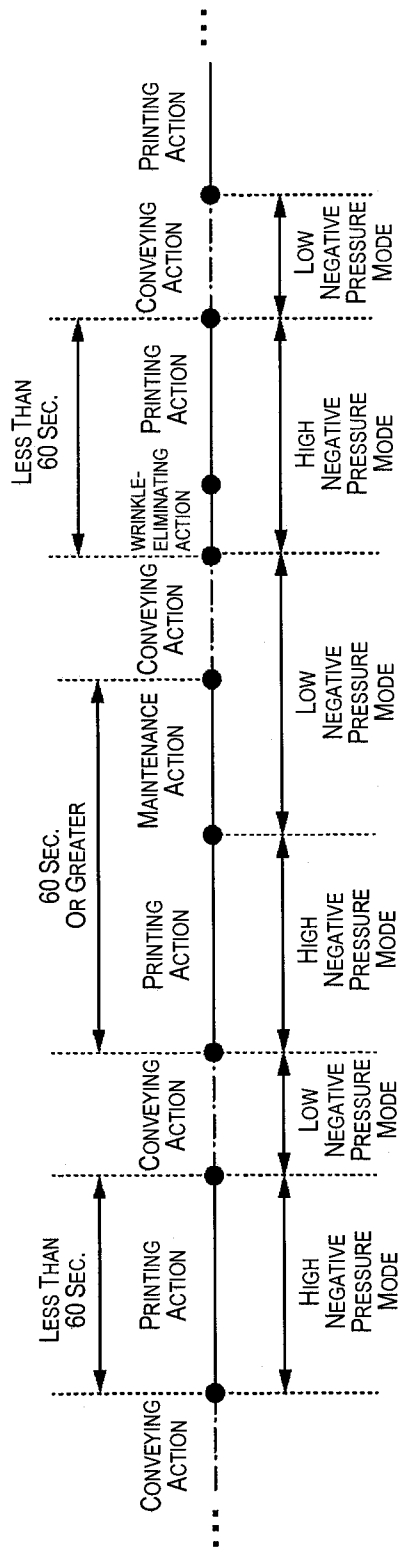 LESS THAN
60 SEC.
60 SEC.
OR GREATER
LESS THAN
60 SEC.
CONVEYING
ACTION
PRINTING
ACTION
CONVEYING
ACTION
PRINTING
ACTION
MAINTENANCE
ACTION
CONVEYING
ACTION
WRINKLE-
ELIMINATING
ACTION
PRINTING
ACTION
CONVEYING
ACTION
PRINTING
ACTION
HIGH
NEGATIVE
PRESSURE
MODE
LOW
NEGATIVE
PRESSURE
MODE
HIGH
NEGATIVE
PRESSURE
MODE
LOW
NEGATIVE
PRESSURE
MODE
HIGH
NEGATIVE
PRESSURE
MODE
LOW
NEGATIVE
PRESSURE
MODE